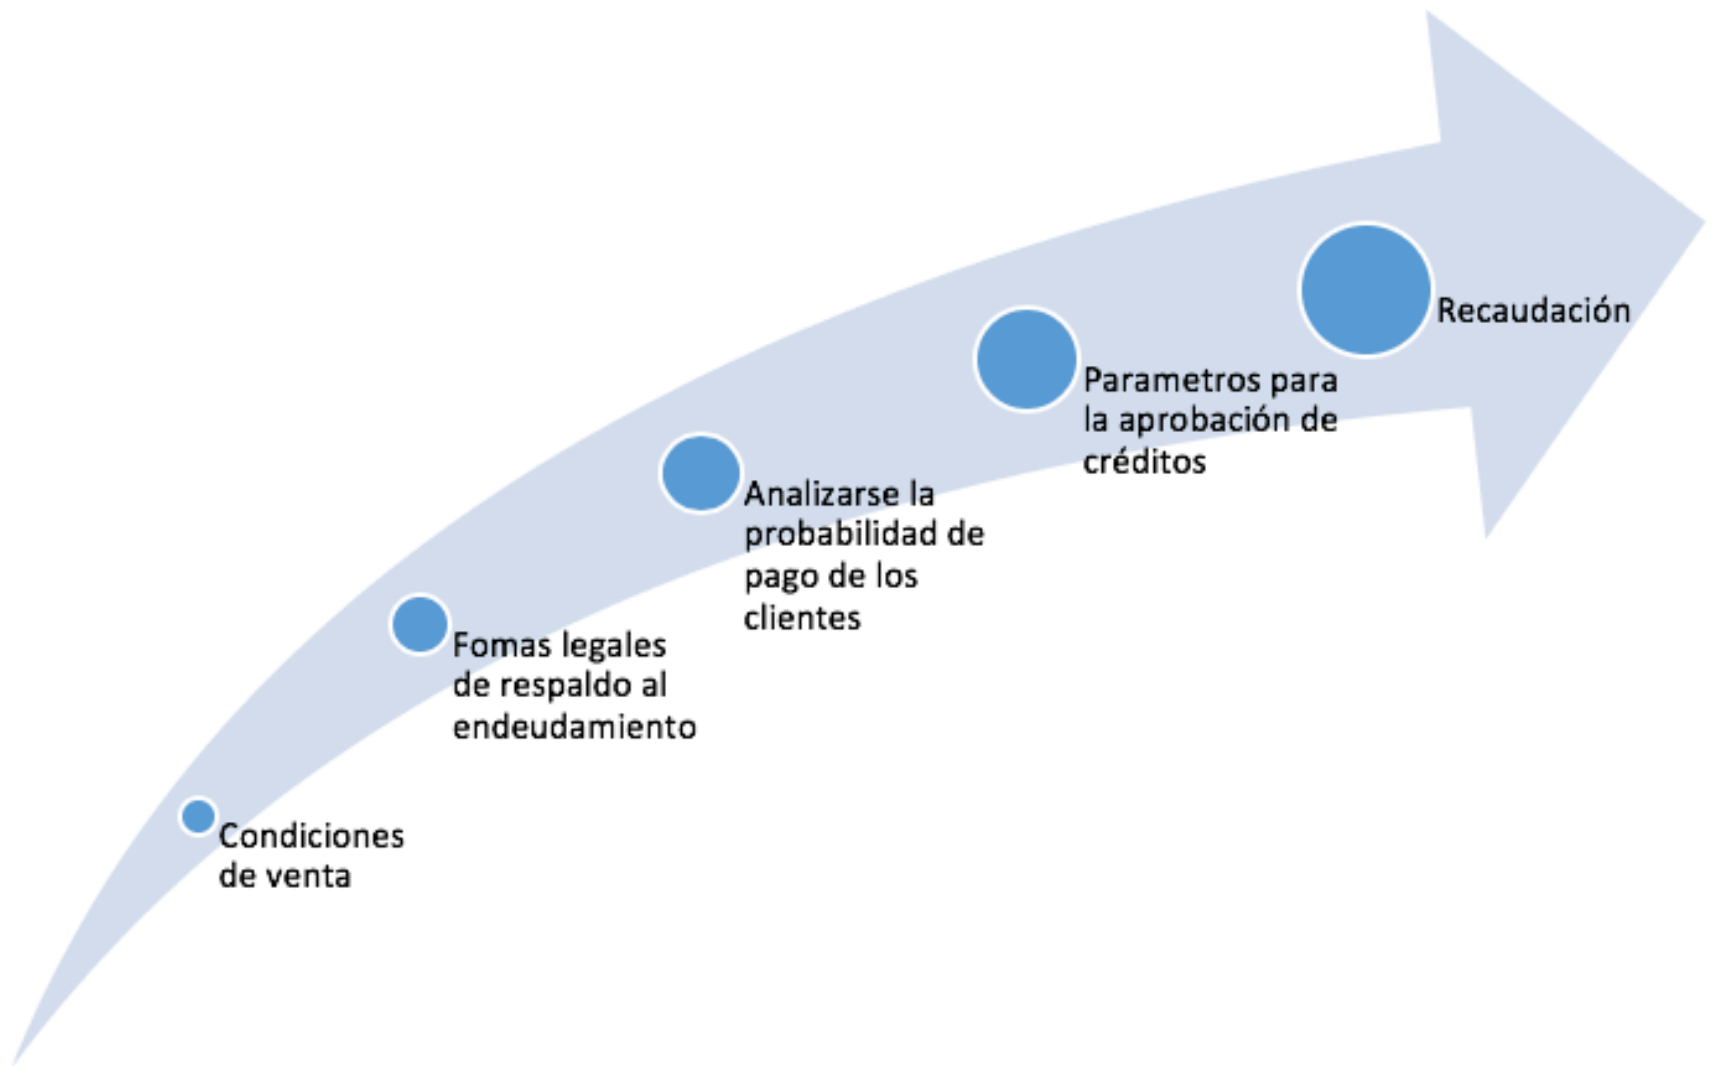 Condiciones
de venta
Fomas legales
de respaldo al
endeudamiento
Analizarse la
probabilidad de
pago de los
clientes
Parametros para
la aprobación de
créditos
Recaudación